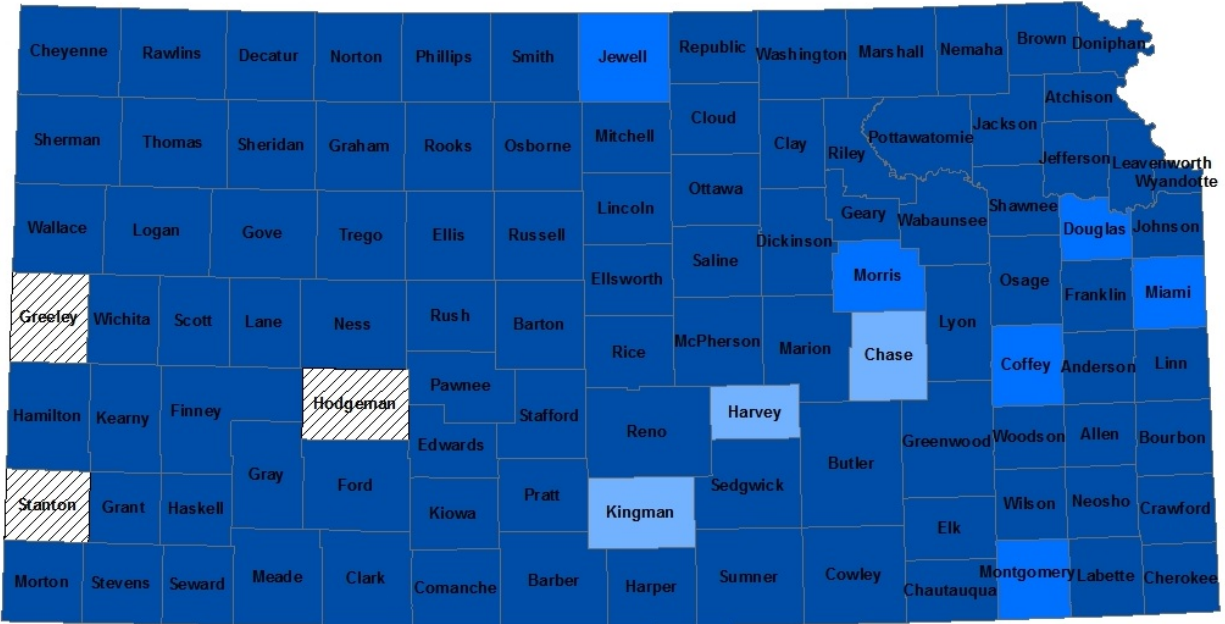 Cheyenne
Rawlins
Decatur
Norton
Phillips
Smith
Jewell
Republic
Washington
Marshall
Nemaha
Brown
Doniphan
Sherman
Thomas
Sheridan
Graham
Rooks
Osborne
Mitchell
Cloud
Clay
Riley
Pottawatomie
Jackson
Atchison
Jefferson
Leavenworth
Wyandotte
Wallace
Logan
Gove
Trego
Ellis
Russell
Lincoln
Ottawa
Dickinson
Geary
Wabaunsee
Shawnee
Douglas
Johnson
Greeley
Wichita
Scott
Lane
Ness
Rush
Barton
Ellsworth
Saline
Morris
Lyon
Osage
Franklin
Miami
Rice
McPherson
Marion
Chase
Coffey
Anderson
Linn
Hamilton
Kearny
Finney
Hodgeman
Pawnee
Edwards
Stafford
Reno
Harvey
Butler
Greenwood
Woodson
Allen
Bourbon
Stanton
Grant
Haskell
Gray
Ford
Kiowa
Pratt
Kingman
Sedgwick
Elk
Wilson
Neosho
Crawford
Morton
Stevens
Seward
Meade
Clark
Comanche
Barber
Harper
Sumner
Cowley
Chautauqua
Montgomery
Labette
Cherokee